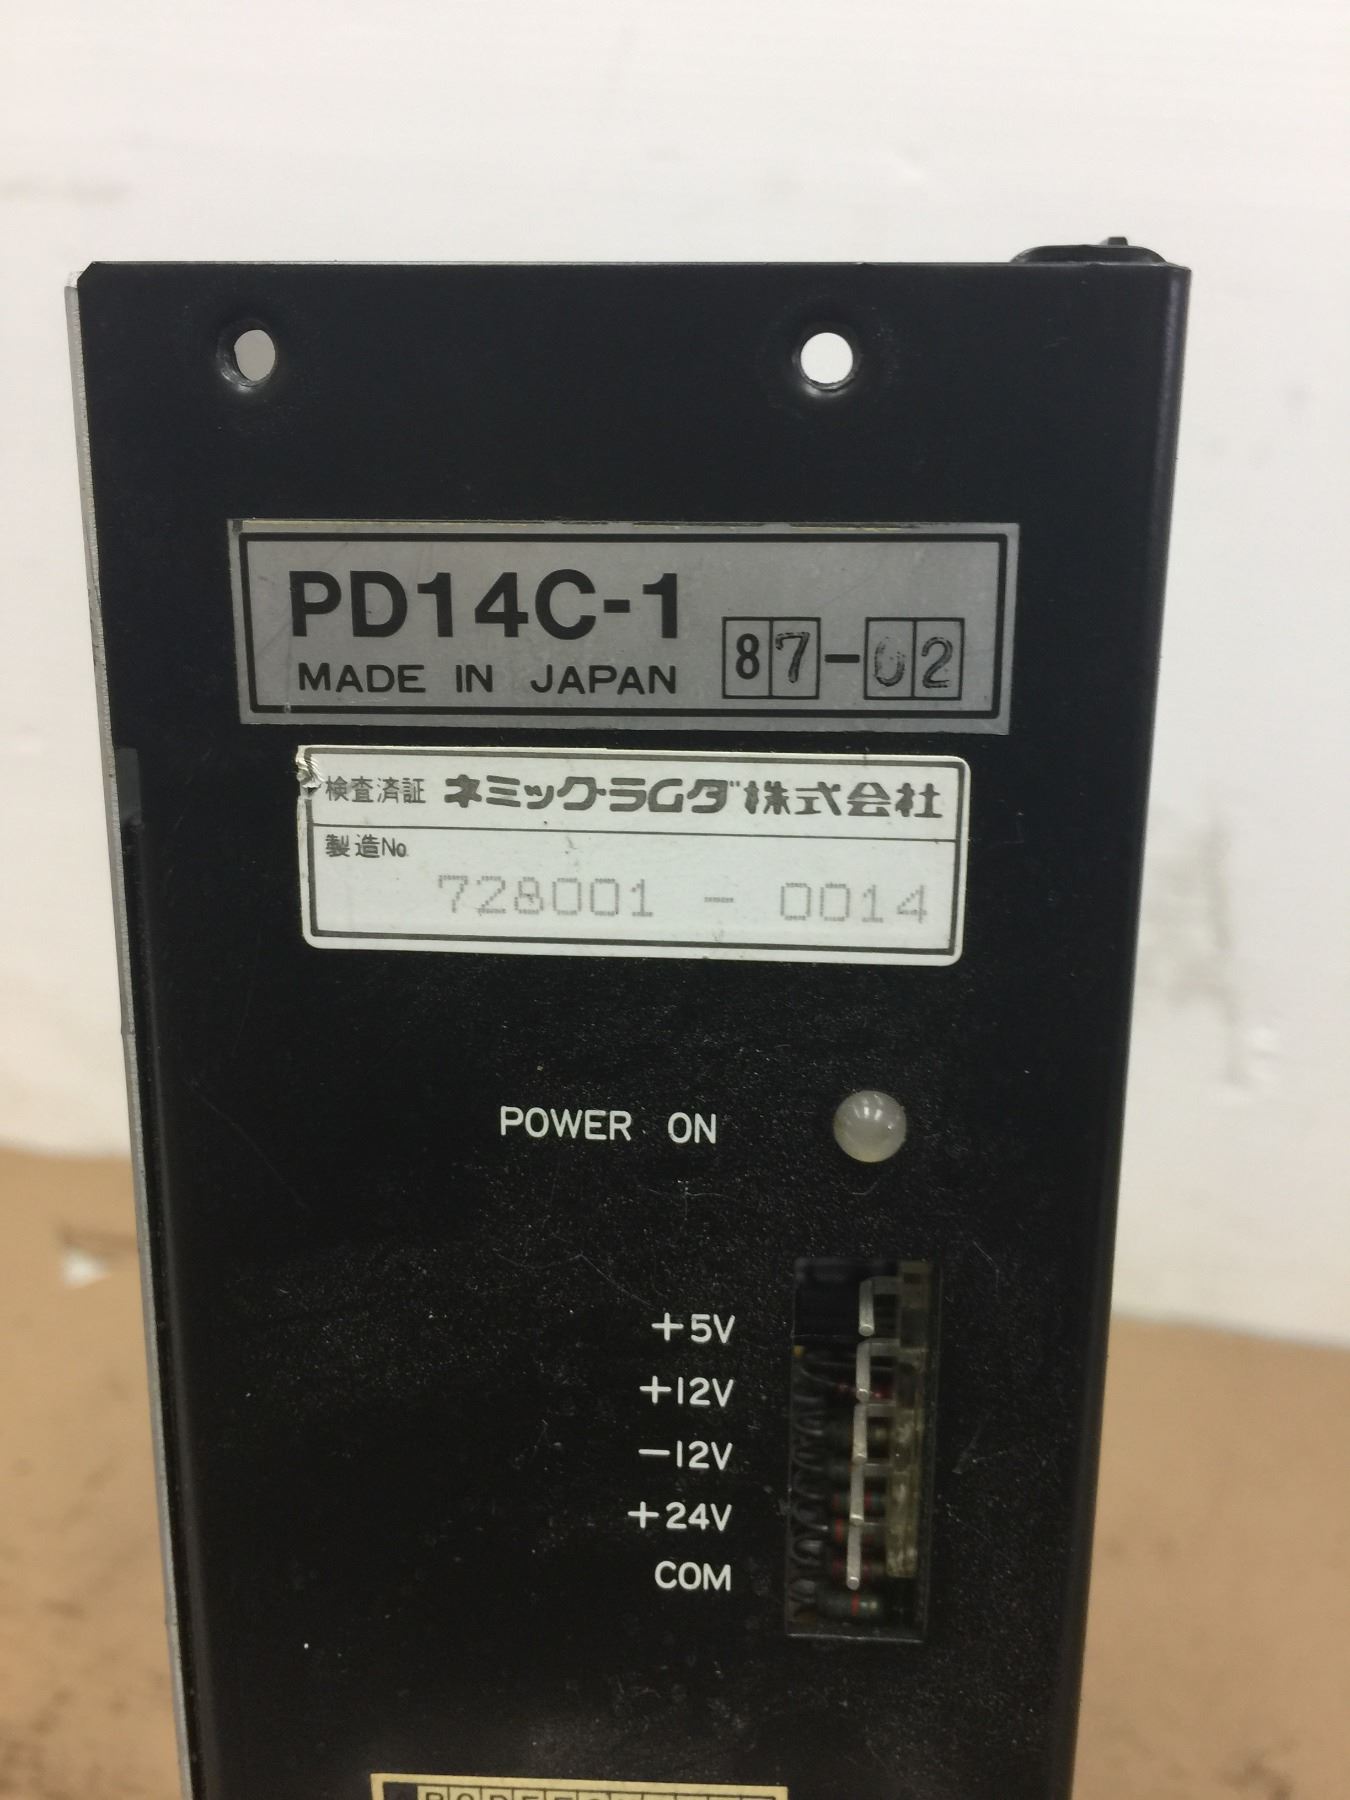 PD14C-1 87-02
MADE IN JAPAN
検査済証 ネミック・ラムダ株式会社
製造No.
728001 - 0014
POWER ON
+5V
+12V
-12V
+24V
COM